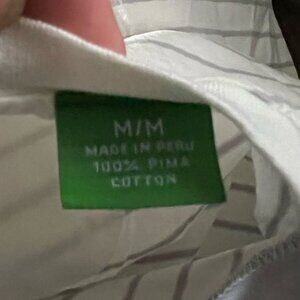 M/M
MADE IN PERU
100% PIMA
COTTON